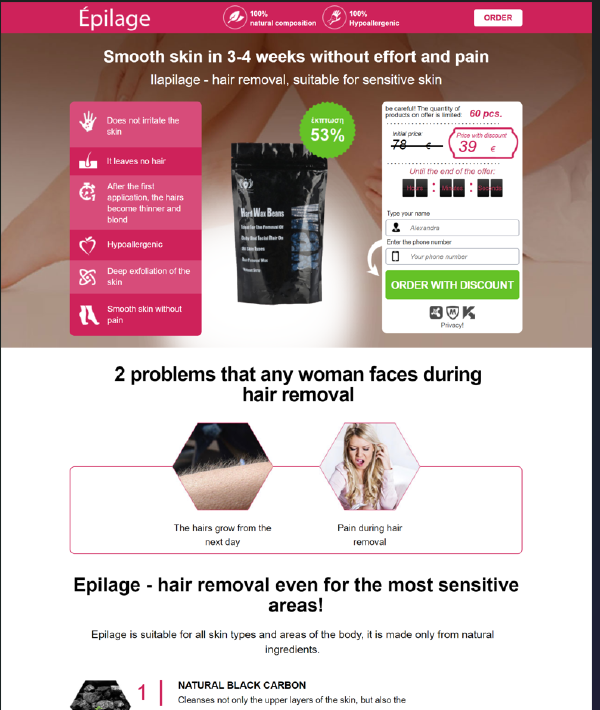 Épilage
100%
natural composition
100%
Hypoallergenic
ORDER
Smooth skin in 3-4 weeks without effort and pain
Ilapilage - hair removal, suitable for sensitive skin
Does not irritate the
skin
It leaves no hair
After the first
application, the hairs
become thinner and
blond
Hypoallergenic
Deep exfoliation of the
skin
Smooth skin without
pain
έκπτωση
53%
Hard Wax Beans
be careful! The quantity of
products on offer is limited: 60 pcs.
Initial price
78 €
Price with discount
39 €
Until the end of the offer:
Hours : Minutes : Seconds
Type your name
Alexandra
Enter the phone number
Your phone number
ORDER WITH DISCOUNT
Privacy!
2 problems that any woman faces during
hair removal
The hairs grow from the
next day
Pain during hair
removal
Epilage - hair removal even for the most sensitive
areas!
Epilage is suitable for all skin types and areas of the body, it is made only from natural
ingredients.
1
NATURAL BLACK CARBON
Cleanses not only the upper layers of the skin, but also the